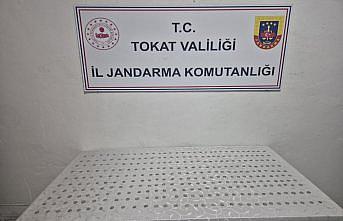 T.C.
TOKAT VALİLİĞİ
İL JANDARMA KOMUTANLIĞI